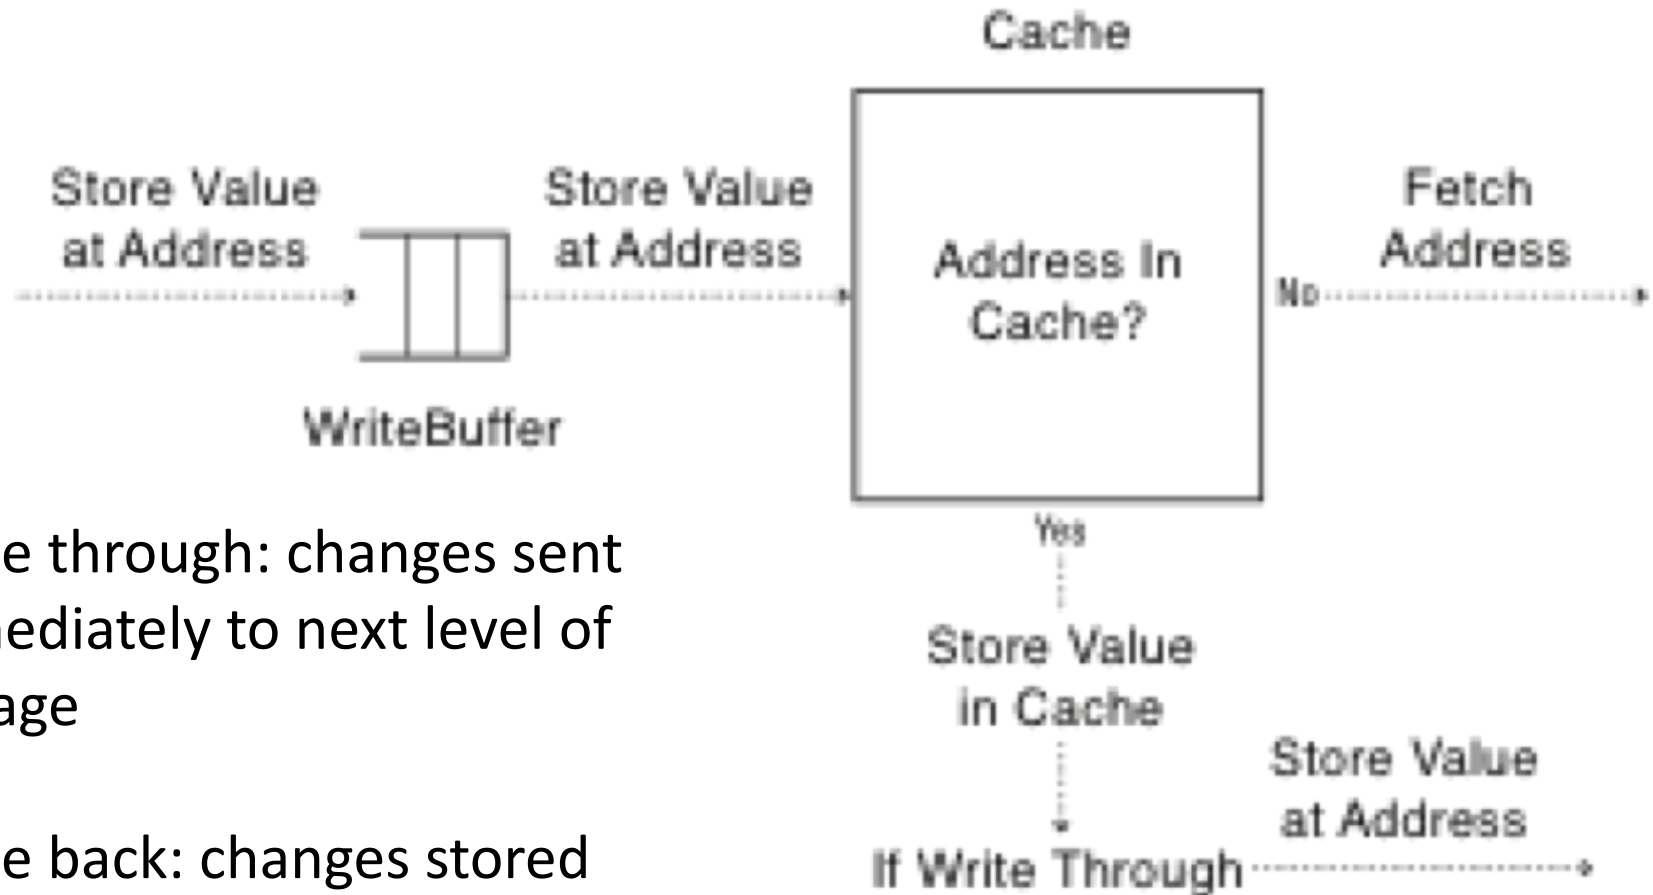 Cache
Store Value
at Address
Store Value
at Address
Fetch
Address
Address In
Cache?
No
WriteBuffer
Yes
e through: changes sent
ediately to next level of
age
Store Value
in Cache
Store Value
at Address
e back: changes stored
If Write Through